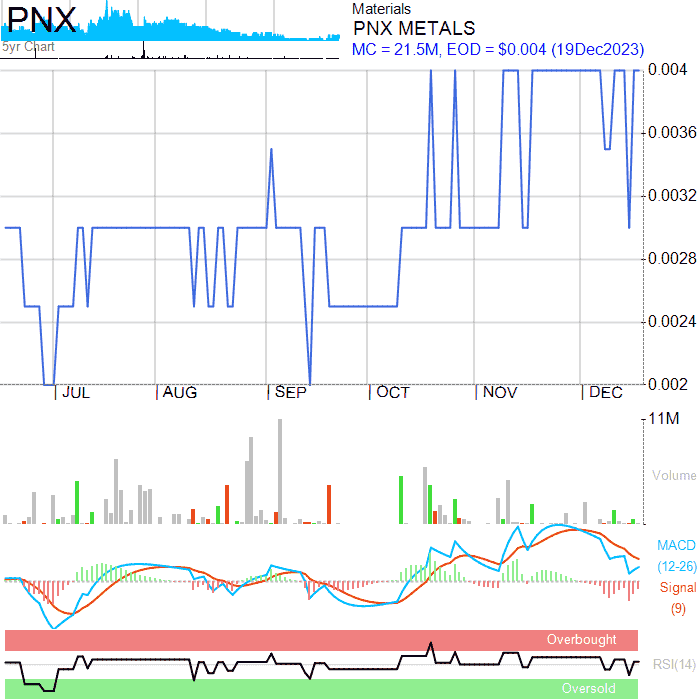 PNX
5yr Chart
Materials
PNX METALS
MC = 21.5M, EOD = $0.004 (19Dec2023)
0.004
0.0036
0.0032
0.0028
0.0024
0.002
JUL AUG SEP OCT NOV DEC
11M
Volume
MACD
(12-26)
Signal
(9)
Overbought
RSI(14)
Oversold